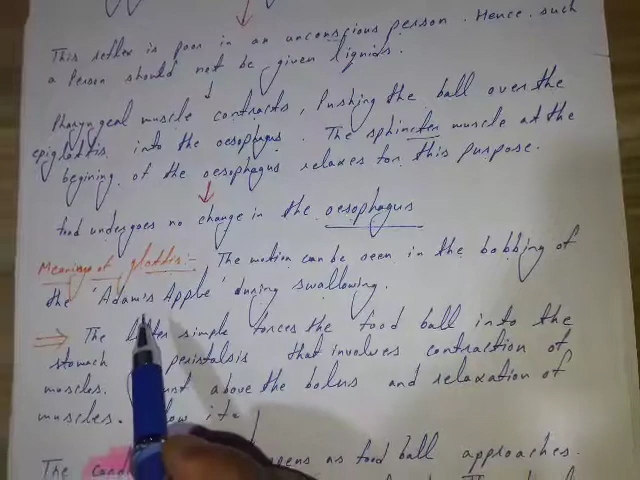 This reflex is poor in an unconscious person. Hence such
a Person should not be given liquids.
Pharyngeal muscle contracts, Pushing the ball over the
epiglottis into the oesophagus. The sphincter muscle at the
begining of the oesophagus relaxes for this purpose.
food undergoes no change in the oesophagus
Meaning of glottis:- The motion can be seen in the bobbing of
the 'Adam's Apple' during swallowing.
The simple forces the food ball into the
stomach peristalsis that involves contraction of
muscles. above the bolus and relaxation of
muscles.
The as food ball approaches.